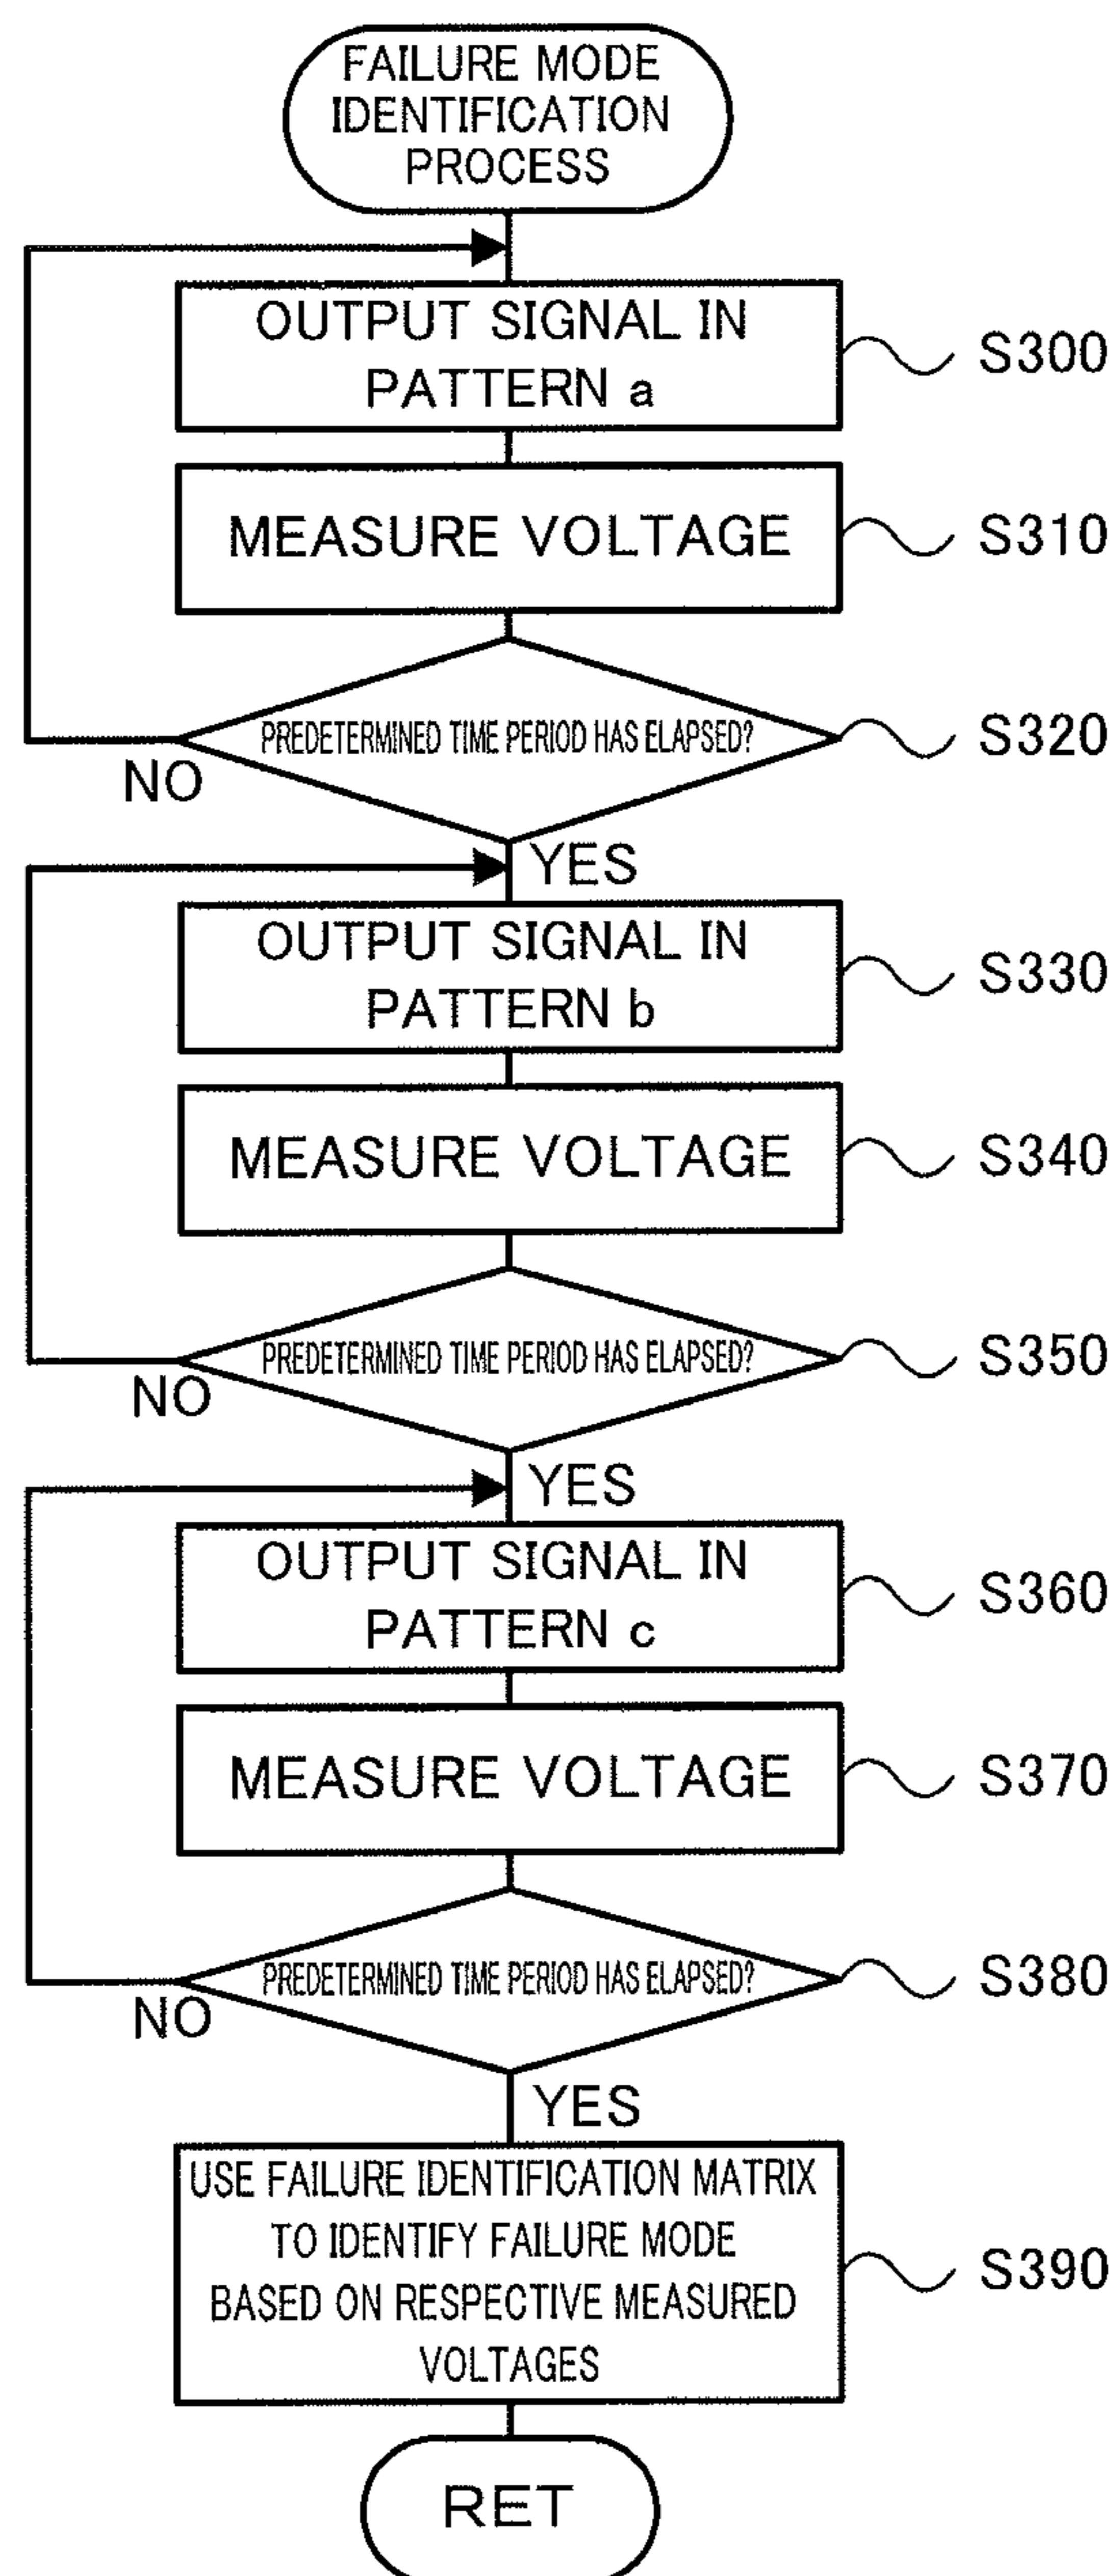 FAILURE MODE
IDENTIFICATION
PROCESS
OUTPUT SIGNAL IN
PATTERN a
S300
MEASURE VOLTAGE
S310
PREDETERMINED TIME PERIOD HAS ELAPSED?
S320
NO
YES
OUTPUT SIGNAL IN
PATTERN b
S330
MEASURE VOLTAGE
S340
PREDETERMINED TIME PERIOD HAS ELAPSED?
S350
NO
YES
OUTPUT SIGNAL IN
PATTERN c
S360
MEASURE VOLTAGE
S370
PREDETERMINED TIME PERIOD HAS ELAPSED?
S380
NO
YES
USE FAILURE IDENTIFICATION MATRIX
TO IDENTIFY FAILURE MODE
BASED ON RESPECTIVE MEASURED
VOLTAGES
S390
RET